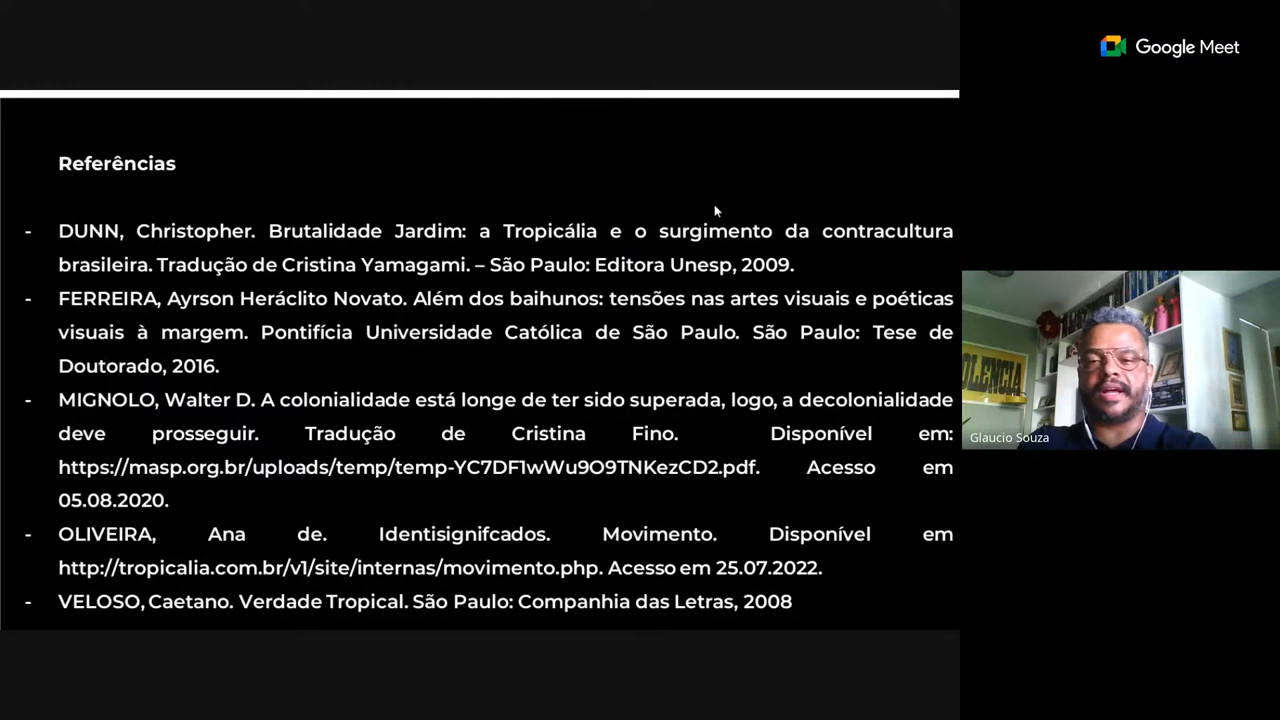 Google Meet
Referências
- DUNN, Christopher. Brutalidade Jardim: a Tropicália e o surgimento da contracultura
brasileira. Tradução de Cristina Yamagami. – São Paulo: Editora Unesp, 2009.
- FERREIRA, Ayrson Heráclito Novato. Além dos baihunos: tensões nas artes visuais e poéticas
visuais à margem. Pontifícia Universidade Católica de São Paulo. São Paulo: Tese de
Doutorado, 2016.
- MIGNOLO, Walter D. A colonialidade está longe de ter sido superada, logo, a decolonialidade
deve prosseguir. Tradução de Cristina Fino. Disponível em:
https://masp.org.br/uploads/temp/temp-YC7DF1wWu9O9TNKezCD2.pdf. Acesso em
05.08.2020.
- OLIVEIRA, Ana de. Identisignifcados. Movimento. Disponível em
http://tropicalia.com.br/v1/site/internas/movimento.php. Acesso em 25.07.2022.
- VELOSO, Caetano. Verdade Tropical. São Paulo: Companhia das Letras, 2008
OLENCIA
Glaucio Souza